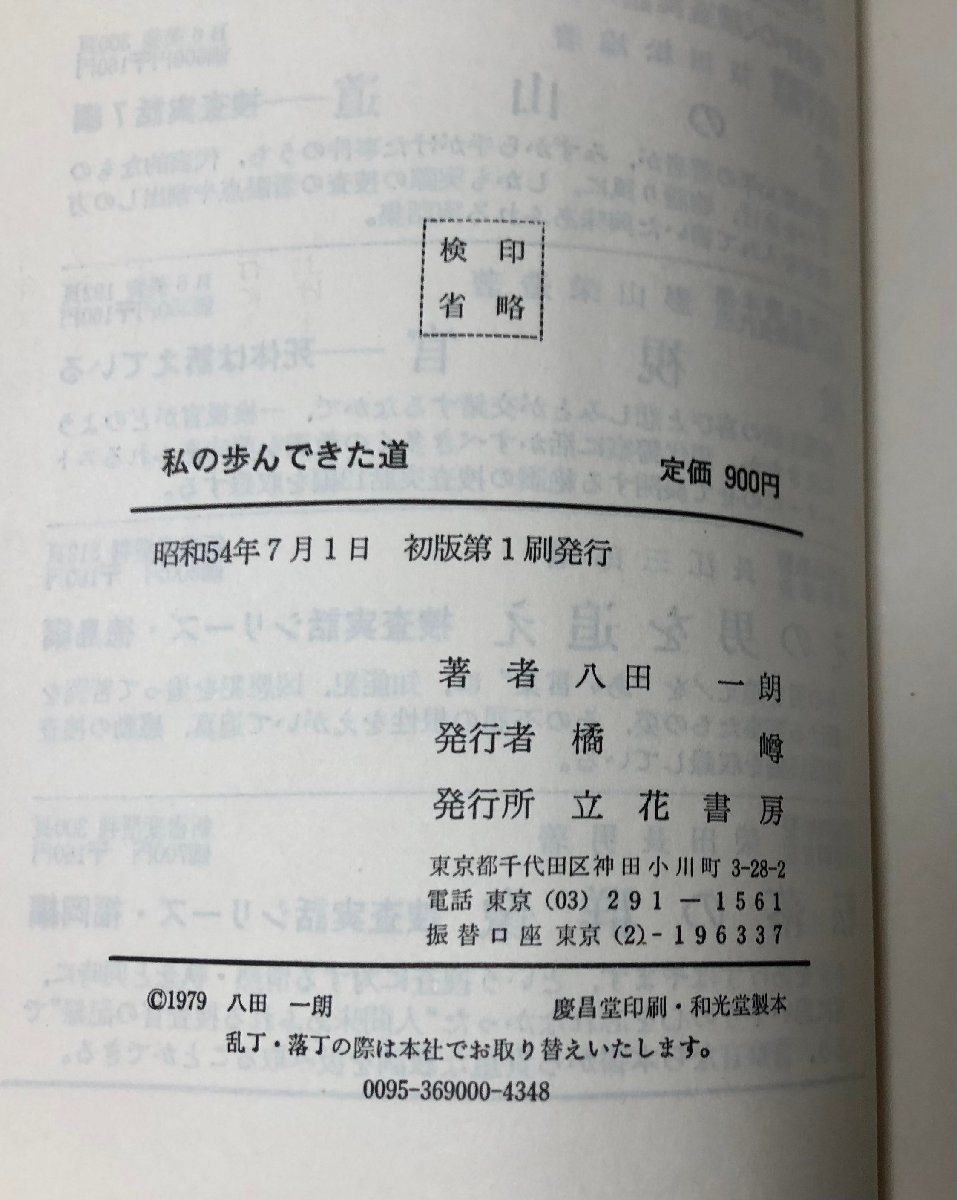 検印
省略
私の歩んできた道 定価 900円
昭和54年7月1日 初版第1刷発行
著者 八田 一朗
発行者 橘 嶟
発行所 立花書房
東京都千代田区神田小川町 3-28-2
電話 東京 (03) 291-1561
振替口座 東京 (2)-196337
©1979 八田 一朗 慶昌堂印刷・和光堂製本
乱丁・落丁の際は本社でお取り替えいたします。
0095-369000-4348